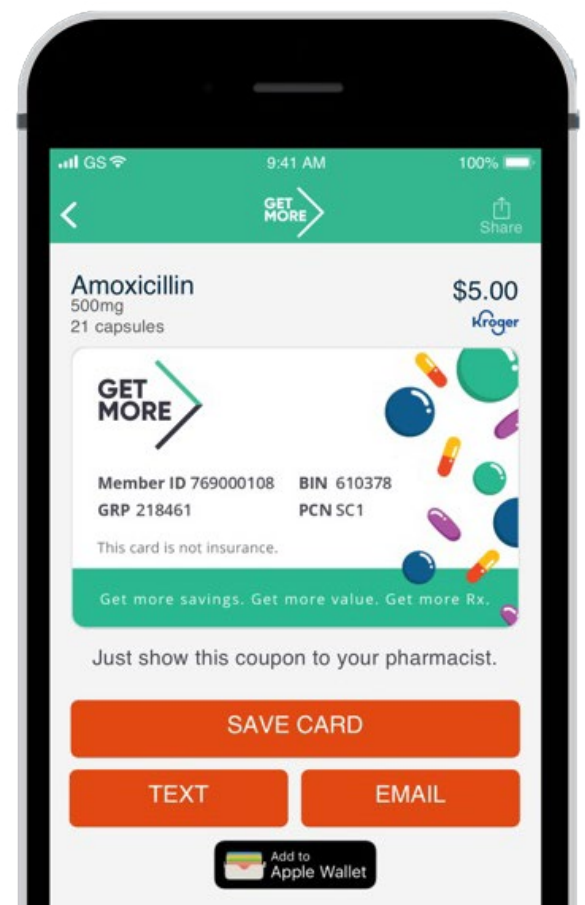 GS 9:41 AM 100%
GET
MORE
Share
Amoxicillin $5.00
500mg Kroger
21 capsules
GET
MORE
Member ID 769000108 BIN 610378
GRP 218461 PCN SC1
This card is not insurance.
Get more savings. Get more value. Get more Rx.
Just show this coupon to your pharmacist.
SAVE CARD
TEXT EMAIL
Add to
Apple Wallet